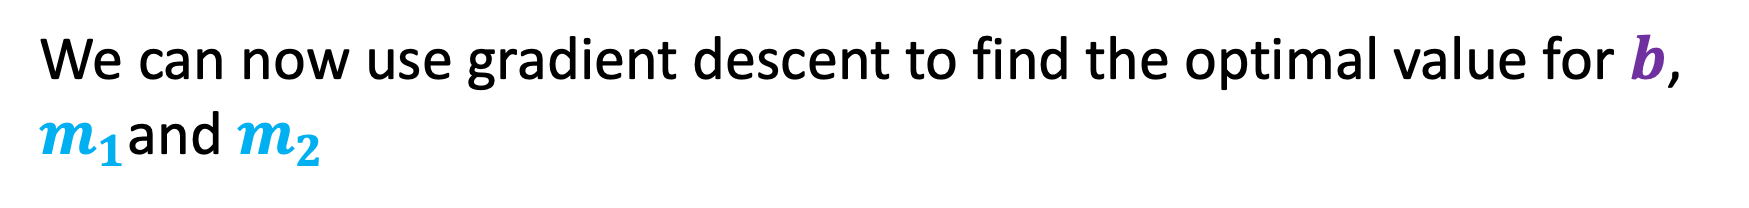 We can now use gradient descent to find the optimal value for b,
m₁ and m₂